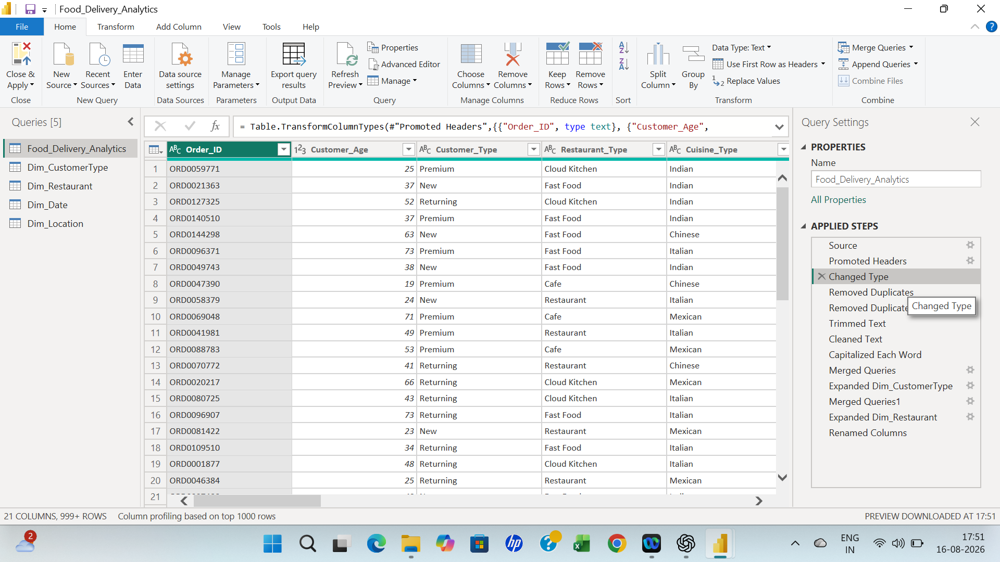 Food_Delivery_Analytics
File
Home
Transform
Add Column
View
Tools
Help
Close & Apply
New Source
Recent Sources
Enter Data
Data source settings
Manage Parameters
Export query results
Refresh Preview
Properties
Advanced Editor
Manage
Choose Columns
Remove Columns
Keep Rows
Remove Rows
Split Column
Group By
Data Type: Text
Use First Row as Headers
Replace Values
Merge Queries
Append Queries
Combine Files
Close
New Query
Data Sources
Parameters
Output Data
Query
Manage Columns
Reduce Rows
Sort
Transform
Combine
Queries [5]
Food_Delivery_Analytics
Dim_CustomerType
Dim_Restaurant
Dim_Date
Dim_Location
fx
= Table.TransformColumnTypes(#"Promoted Headers",{{"Order_ID", type text}, {"Customer_Age",
ABC Order_ID 123 Customer_Age ABC Customer_Type ABC Restaurant_Type ABC Cuisine_Type
1 ORD0059771 25 Premium Cloud Kitchen Indian
2 ORD0021363 37 New Fast Food Indian
3 ORD0127325 52 Returning Cloud Kitchen Indian
4 ORD0140510 37 Premium Fast Food Indian
5 ORD0144298 63 New Fast Food Chinese
6 ORD0096371 73 Premium Fast Food Italian
7 ORD0049743 38 New Fast Food Indian
8 ORD0047390 19 Premium Cafe Chinese
9 ORD0058379 24 New Restaurant Italian
10 ORD0069048 71 Premium Cafe Mexican
11 ORD0041981 49 Premium Restaurant Italian
12 ORD0088783 53 Premium Cafe Mexican
13 ORD0070772 41 Returning Restaurant Chinese
14 ORD0020217 66 Returning Cloud Kitchen Mexican
15 ORD0080725 43 Returning Cloud Kitchen Italian
16 ORD0096907 73 Returning Fast Food Italian
17 ORD0081422 23 New Restaurant Mexican
18 ORD0109510 34 Returning Fast Food Italian
19 ORD0001877 48 Returning Cloud Kitchen Italian
20 ORD0046384 25 Returning Restaurant Mexican
21
Query Settings
PROPERTIES
Name
Food_Delivery_Analytics
All Properties
APPLIED STEPS
Source
Promoted Headers
Changed Type
Removed Duplicates
Removed
Changed Type
Trimmed Text
Cleaned Text
Capitalized Each Word
Merged Queries
Expanded Dim_CustomerType
Merged Queries1
Expanded Dim_Restaurant
Renamed Columns
21 COLUMNS, 999+ ROWS
Column profiling based on top 1000 rows
PREVIEW DOWNLOADED AT 17:51
2
hp
ENG
IN
17:51
16-08-2026